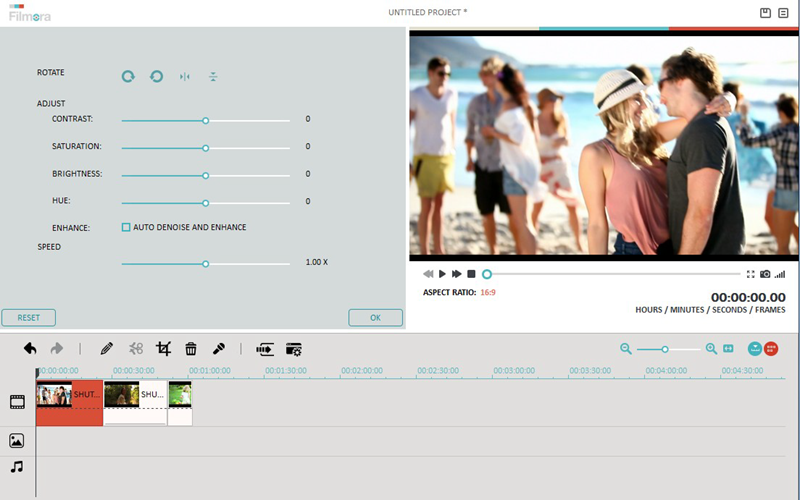 Filmora
UNTITLED PROJECT *
ROTATE
ADJUST
CONTRAST: 0
SATURATION: 0
BRIGHTNESS: 0
HUE: 0
ENHANCE: AUTO DENOISE AND ENHANCE
SPEED
1.00 X
RESET OK
ASPECT RATIO: 16:9
00:00:00.00
HOURS / MINUTES / SECONDS / FRAMES
00:00:00:00 00:00:30:00 00:01:00:00 00:01:30:00 00:02:00:00 00:02:30:00 00:03:00:00 00:03:30:00 00:04:00:00 00:04:30:00
SHUT... SHU...